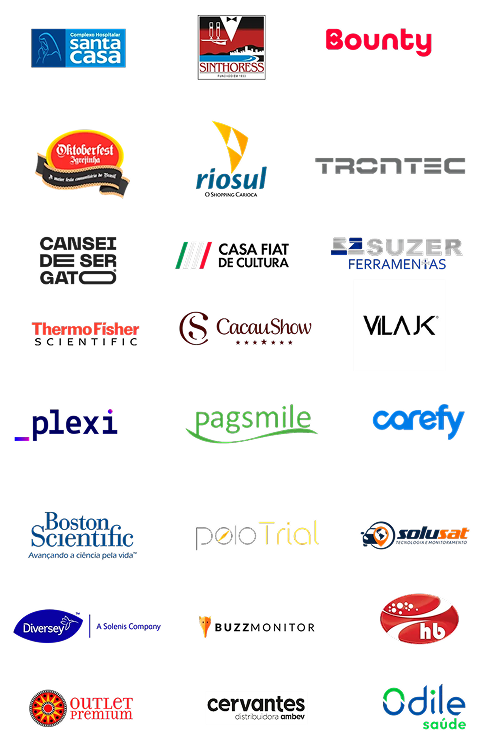 Complexo Hospitalar
santa
casa
SINTHORESS
Bounty
Oktoberfest
Igrejinha
A maior festa comunitária do Brasil
riosul
O SHOPPING CARIOCA
TRONTEC
CANSEI
DE SER
GATO
CASA FIAT
DE CULTURA
SUZER
FERRAMENTAS
ThermoFisher
SCIENTIFIC
CacauShow
ViLA JK®
_plexi
pagsmile
carefy
Boston
Scientific
Avançando a ciência pela vida™
poloTrial
solusat
TECNOLOGIA E MONITORAMENTO
Diversey™
A Solenis Company
BUZZMONITOR
hb
OUTLET
PREMIUM
cervantes
distribuidora ambev
Odile
saúde